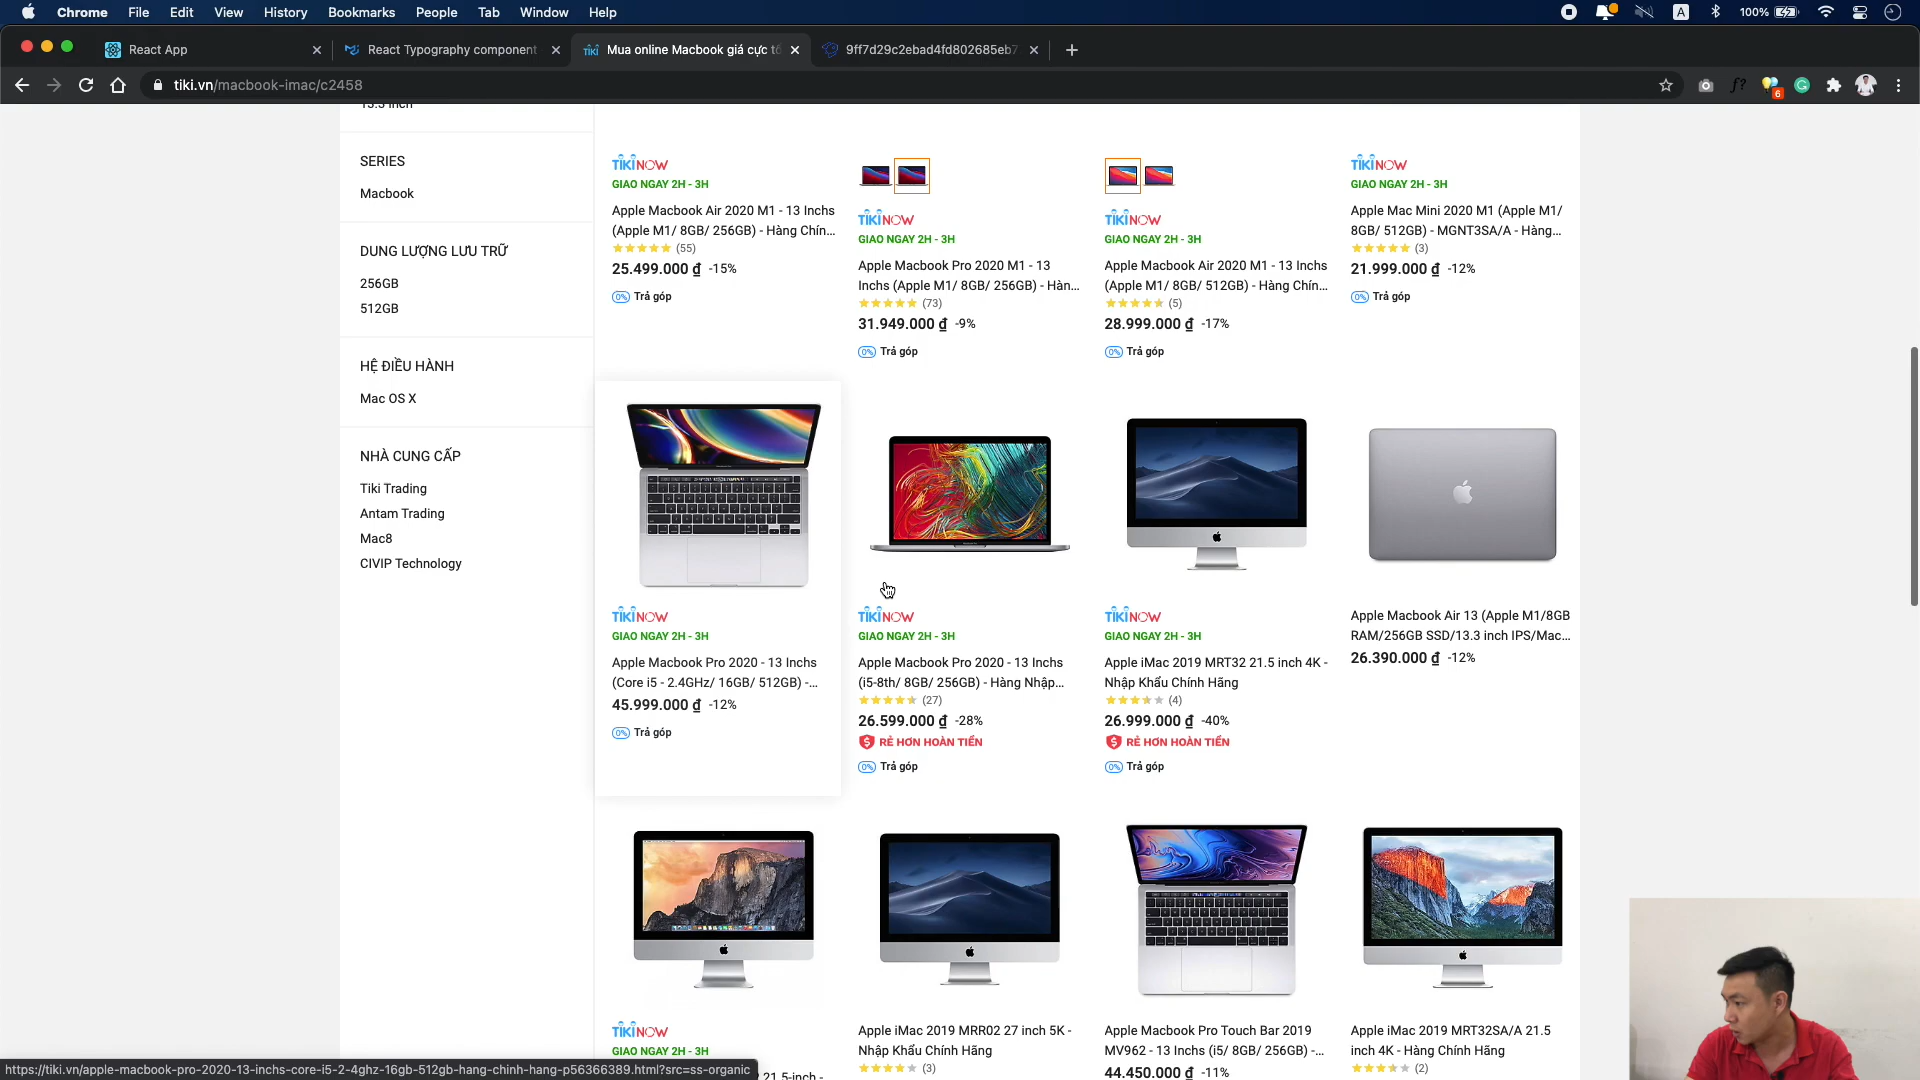 Chrome File Edit View History Bookmarks People Tab Window Help
A 100%
React App
React Typography component
Mua online Macbook giá cực tố
9ff7d29c2ebad4fd802685eb7
tiki.vn/macbook-imac/c2458
f?
6
13.3 inch
SERIES
Macbook
DUNG LƯỢNG LƯU TRỮ
256GB
512GB
HỆ ĐIỀU HÀNH
Mac OS X
NHÀ CUNG CẤP
Tiki Trading
Antam Trading
Mac8
CIVIP Technology
TIKINOW
GIAO NGAY 2H - 3H
Apple Macbook Air 2020 M1 - 13 Inchs
(Apple M1/ 8GB/ 256GB) - Hàng Chín...
(55)
25.499.000 ₫ -15%
0% Trả góp
TIKINOW
GIAO NGAY 2H - 3H
Apple Macbook Pro 2020 M1 - 13
Inchs (Apple M1/ 8GB/ 256GB) - Hàn...
(73)
31.949.000 ₫ -9%
0% Trả góp
TIKINOW
GIAO NGAY 2H - 3H
Apple Macbook Air 2020 M1 - 13 Inchs
(Apple M1/ 8GB/ 512GB) - Hàng Chín...
(5)
28.999.000 ₫ -17%
0% Trả góp
TIKINOW
GIAO NGAY 2H - 3H
Apple Mac Mini 2020 M1 (Apple M1/
8GB/ 512GB) - MGNT3SA/A - Hàng...
(3)
21.999.000 ₫ -12%
0% Trả góp
TIKINOW
GIAO NGAY 2H - 3H
Apple Macbook Pro 2020 - 13 Inchs
(Core i5 - 2.4GHz/ 16GB/ 512GB) -...
45.999.000 ₫ -12%
0% Trả góp
TIKINOW
GIAO NGAY 2H - 3H
Apple Macbook Pro 2020 - 13 Inchs
(i5-8th/ 8GB/ 256GB) - Hàng Nhập...
(27)
26.599.000 ₫ -28%
RẺ HƠN HOÀN TIỀN
0% Trả góp
TIKINOW
GIAO NGAY 2H - 3H
Apple iMac 2019 MRT32 21.5 inch 4K -
Nhập Khẩu Chính Hãng
(4)
26.999.000 ₫ -40%
RẺ HƠN HOÀN TIỀN
0% Trả góp
Apple Macbook Air 13 (Apple M1/8GB
RAM/256GB SSD/13.3 inch IPS/Mac...
26.390.000 ₫ -12%
TIKINOW
GIAO NGAY 2H - 3H
21.5-inch -
Apple iMac 2019 MRR02 27 inch 5K -
Nhập Khẩu Chính Hãng
(3)
Apple Macbook Pro Touch Bar 2019
MV962 - 13 Inchs (i5/ 8GB/ 256GB) -...
44.450.000 ₫ -11%
Apple iMac 2019 MRT32SA/A 21.5
inch 4K - Hàng Chính Hãng
(2)
https://tiki.vn/apple-macbook-pro-2020-13-inchs-core-i5-2-4ghz-16gb-512gb-hang-chinh-hang-p56366389.html?src=ss-organic